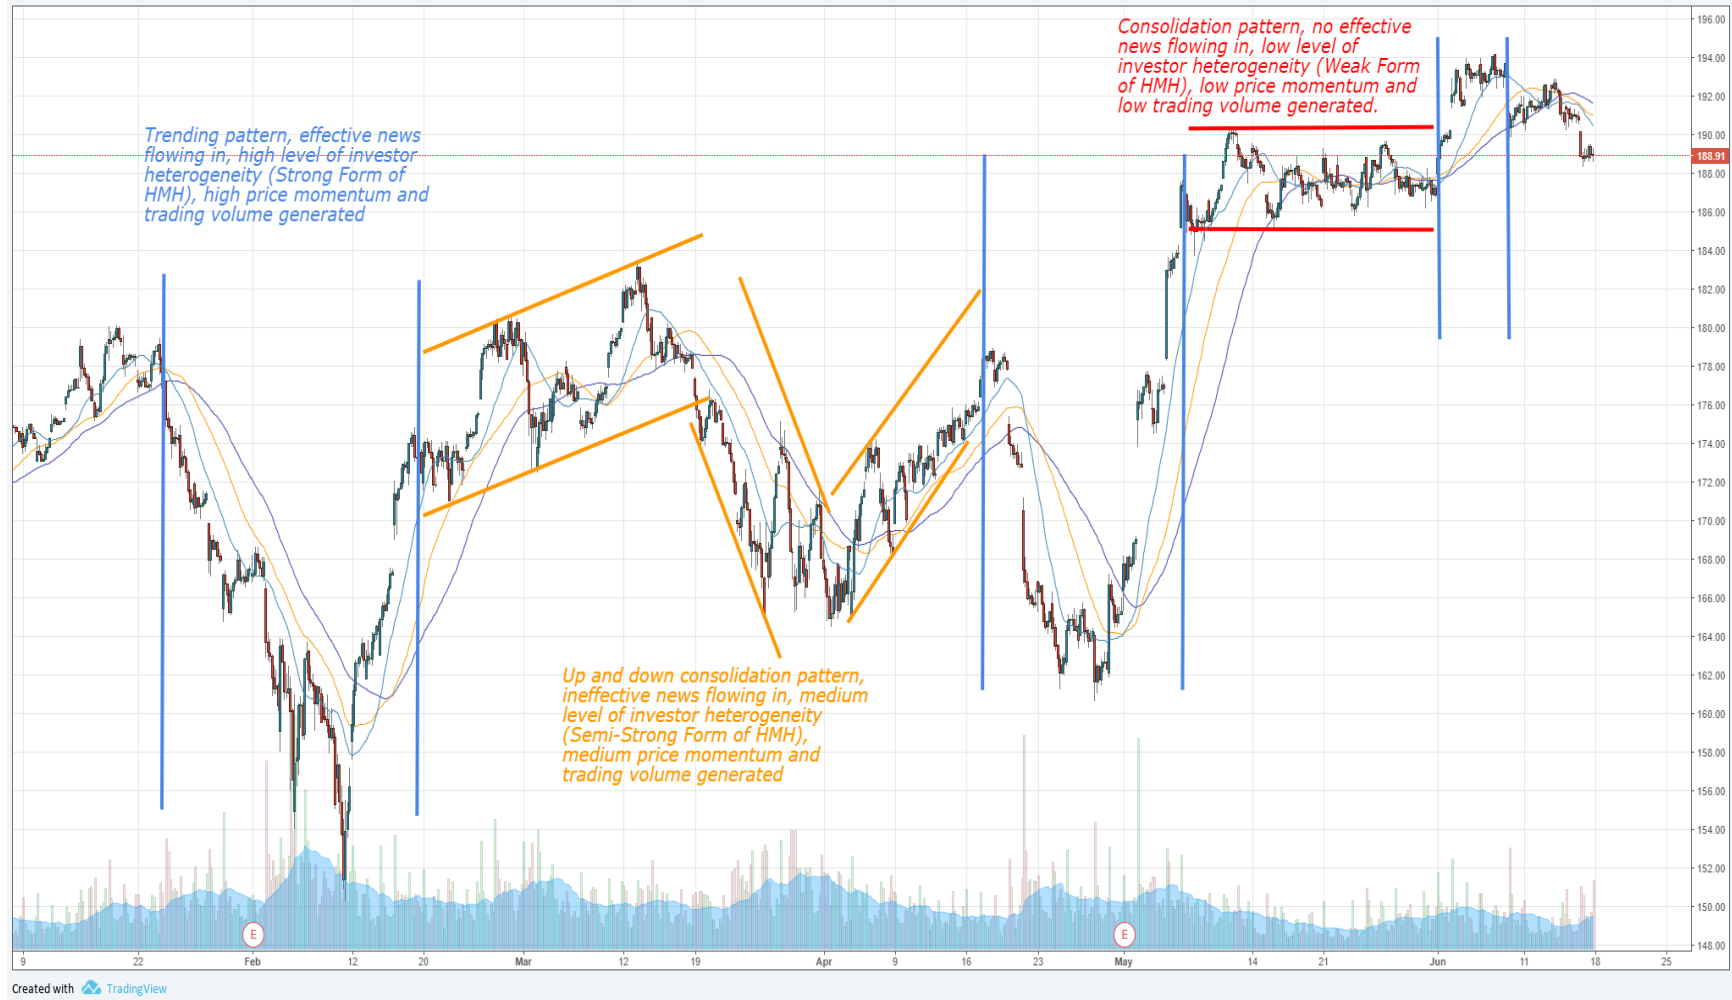 Consolidation pattern, no effective
news flowing in, low level of
investor heterogeneity (Weak Form
of HMH), low price momentum and
low trading volume generated.
Trending pattern, effective news
flowing in, high level of investor
heterogeneity (Strong Form of
HMH), high price momentum and
trading volume generated
Up and down consolidation pattern,
ineffective news flowing in, medium
level of investor heterogeneity
(Semi-Strong Form of HMH),
medium price momentum and
trading volume generated
196.00
194.00
192.00
190.00
188.91
188.00
186.00
184.00
182.00
180.00
178.00
176.00
174.00
172.00
170.00
168.00
166.00
164.00
162.00
160.00
158.00
156.00
154.00
152.00
150.00
148.00
E E
9 22 Feb 12 20 Mar 12 19 Apr 9 16 23 May 14 21 Jun 11 18 25
Created with TradingView